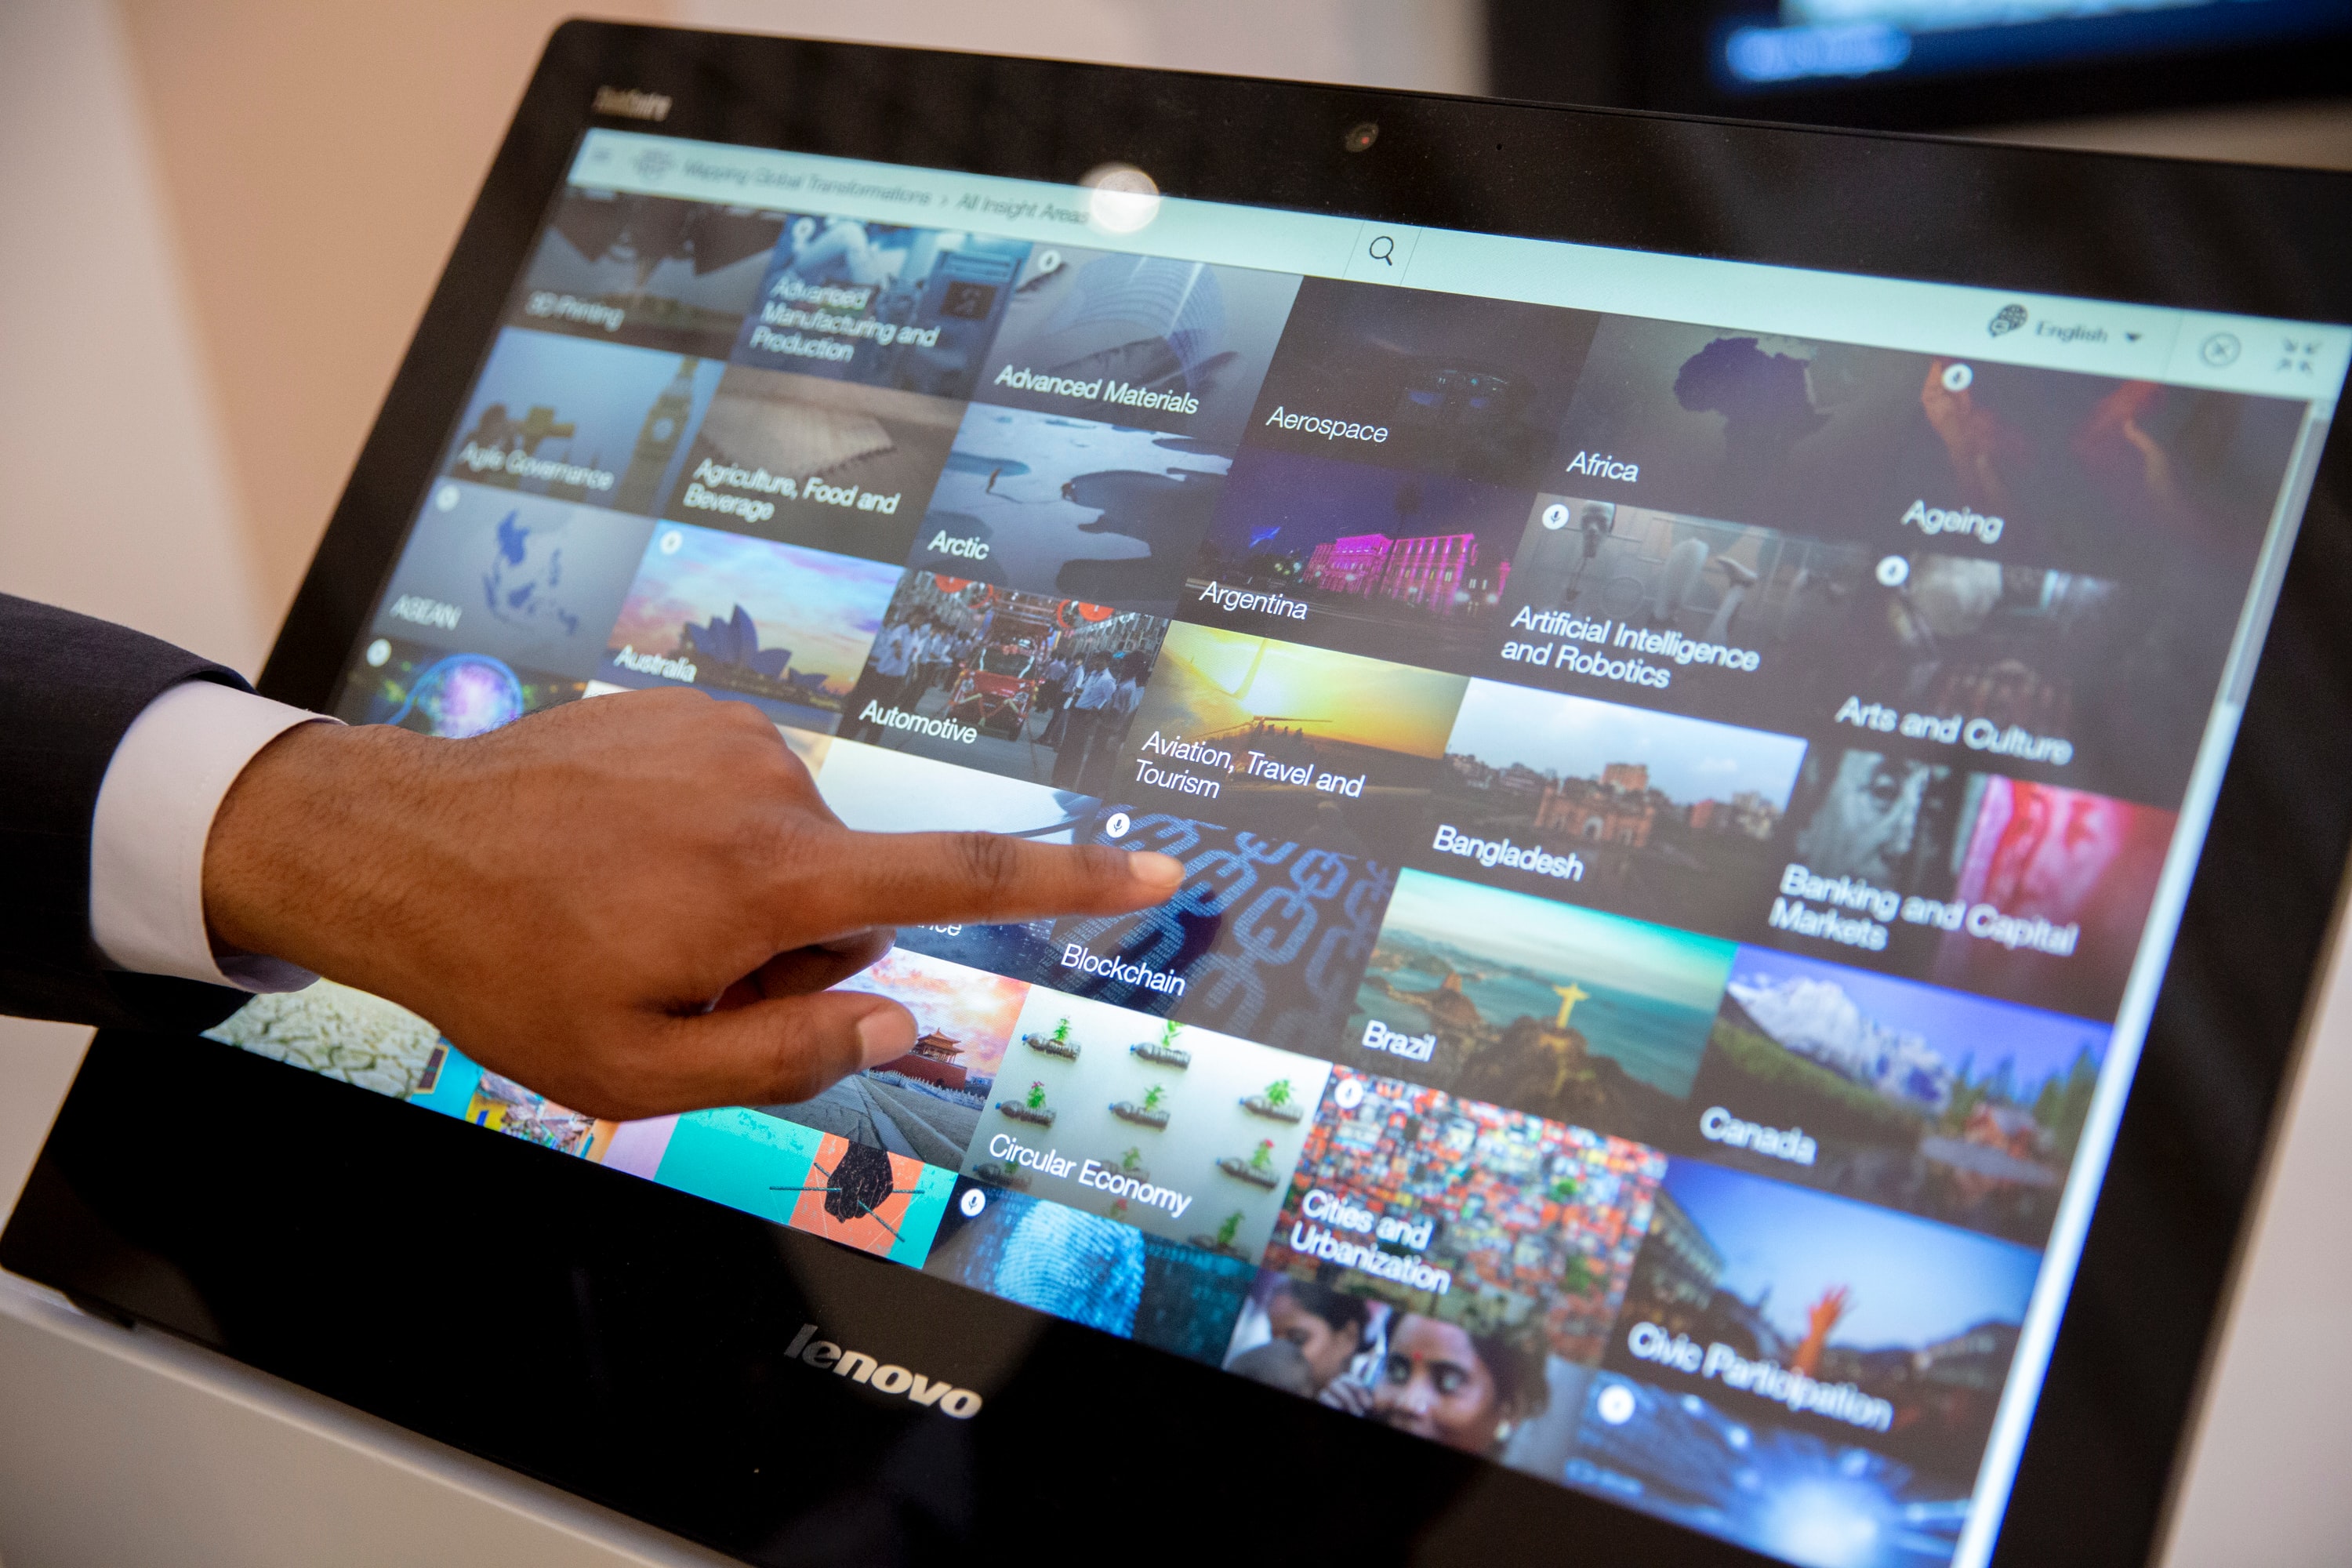 ThinkCentre
Mapping Global Transformations › All Insight Areas
English
3D Printing
Advanced
Manufacturing and
Production
Advanced Materials
Aerospace
Africa
Ageing
Agile Governance
Agriculture, Food and
Beverage
Arctic
Argentina
Artificial Intelligence
and Robotics
Arts and Culture
ASEAN
Australia
Automotive
Aviation, Travel and
Tourism
Bangladesh
Banking and Capital
Markets
Blockchain
Brazil
Canada
Circular Economy
Cities and
Urbanization
Civic Participation
lenovo